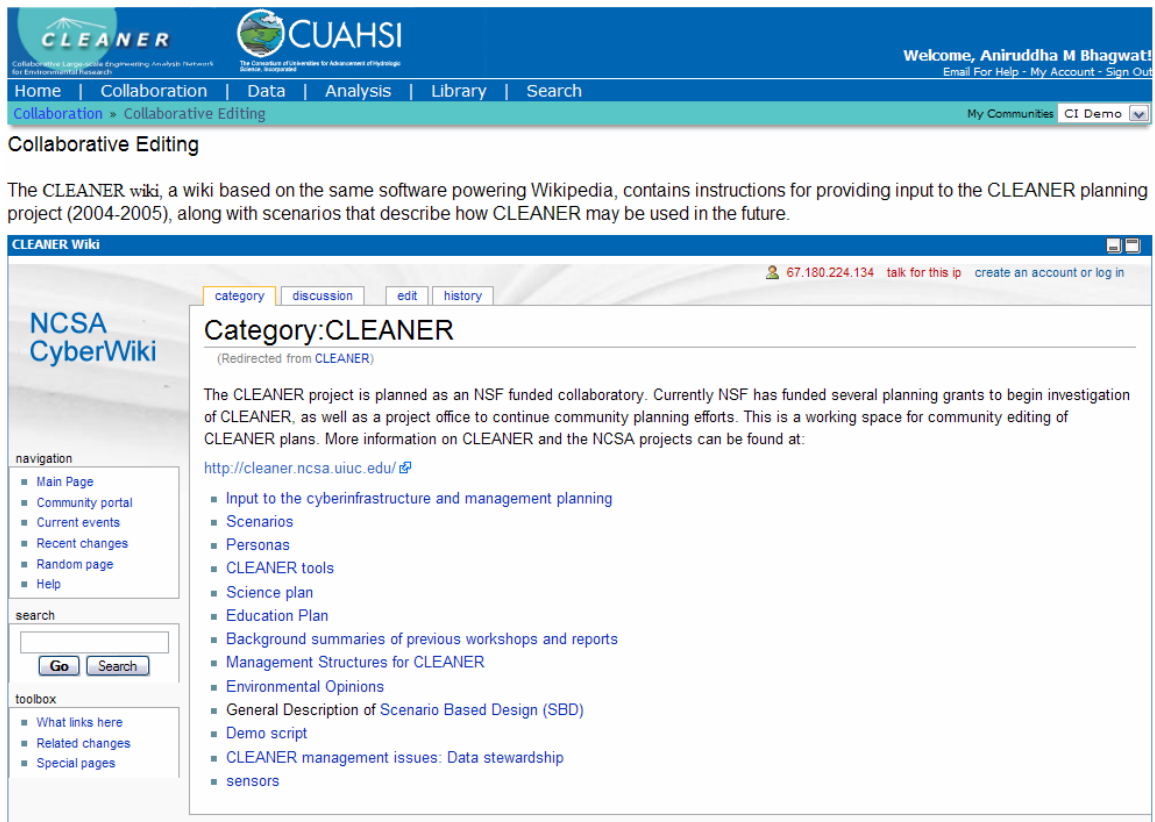 CLEANER
Collaborative Large-scale Engineering Analysis Network
for Environmental Research
CUAHSI
The Consortium of Universities for Advancement of Hydrologic
Science, Incorporated
Welcome, Aniruddha M Bhagwat!
Email For Help - My Account - Sign Out
Home | Collaboration | Data | Analysis | Library | Search
Collaboration » Collaborative Editing
My Communities CI Demo
Collaborative Editing
The CLEANER wiki, a wiki based on the same software powering Wikipedia, contains instructions for providing input to the CLEANER planning
project (2004-2005), along with scenarios that describe how CLEANER may be used in the future.
CLEANER Wiki
67.180.224.134 talk for this ip create an account or log in
category discussion edit history
NCSA
CyberWiki
Category:CLEANER
(Redirected from CLEANER)
The CLEANER project is planned as an NSF funded collaboratory. Currently NSF has funded several planning grants to begin investigation
of CLEANER, as well as a project office to continue community planning efforts. This is a working space for community editing of
CLEANER plans. More information on CLEANER and the NCSA projects can be found at:
http://cleaner.ncsa.uiuc.edu/
Input to the cyberinfrastructure and management planning
Scenarios
Personas
CLEANER tools
Science plan
Education Plan
Background summaries of previous workshops and reports
Management Structures for CLEANER
Environmental Opinions
General Description of Scenario Based Design (SBD)
Demo script
CLEANER management issues: Data stewardship
sensors
navigation
Main Page
Community portal
Current events
Recent changes
Random page
Help
search
Go Search
toolbox
What links here
Related changes
Special pages